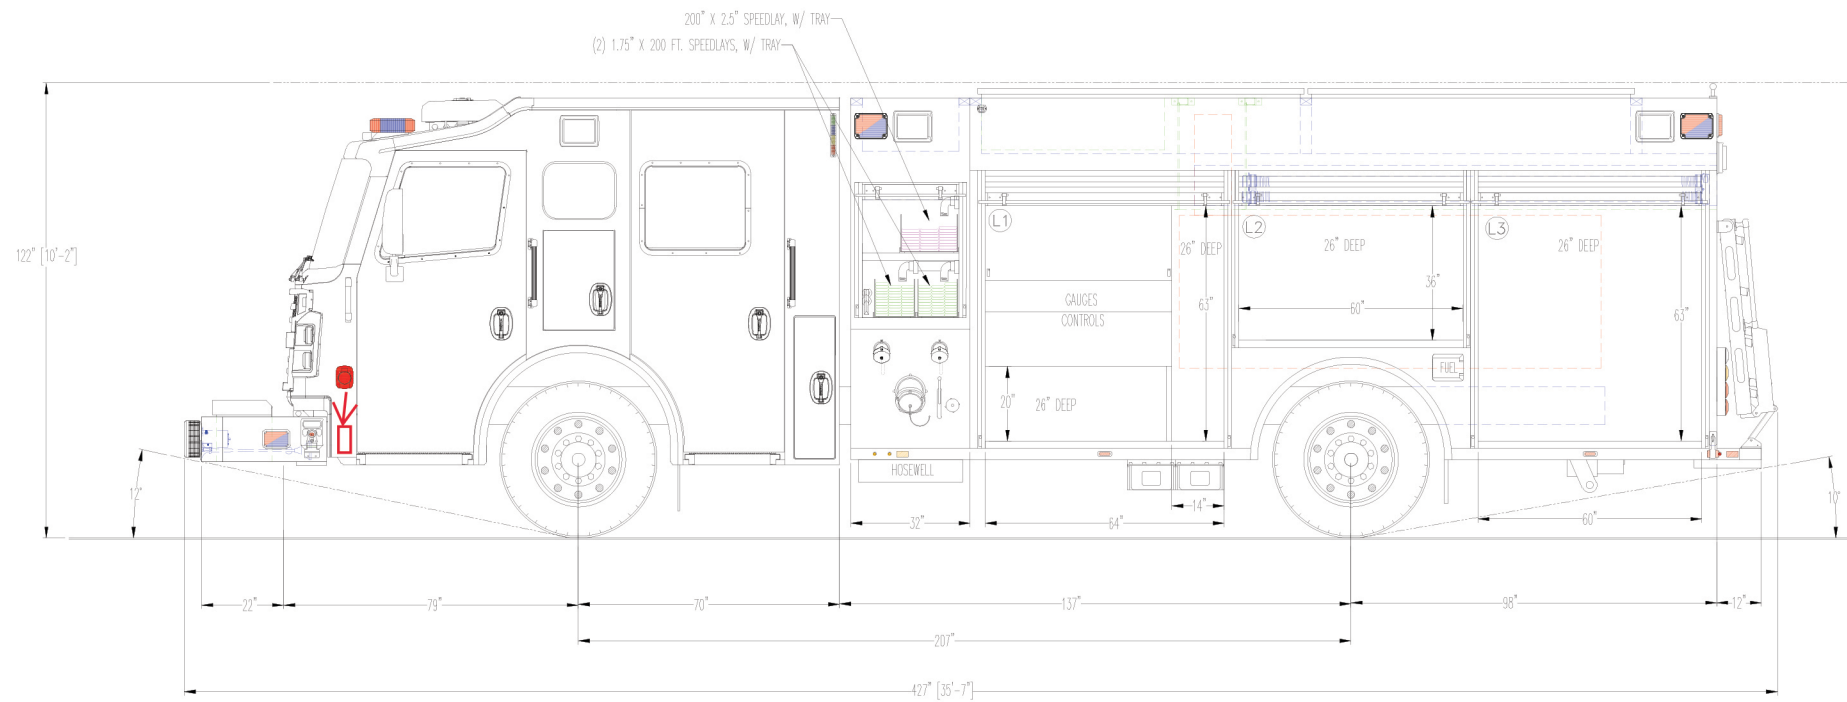 200" X 2.5" SPEEDLAY, W/ TRAY
(2) 1.75" X 200 FT. SPEEDLAYS, W/ TRAY
122" [10'-2"]
L1
L2
L3
26" DEEP
26" DEEP
26" DEEP
36"
63"
60"
63"
GAUGES
CONTROLS
FUEL
20"
26" DEEP
HOSEWELL
12°
10°
14"
32"
64"
60"
22"
79"
70"
137"
98"
12"
207"
427" [35'-7"]